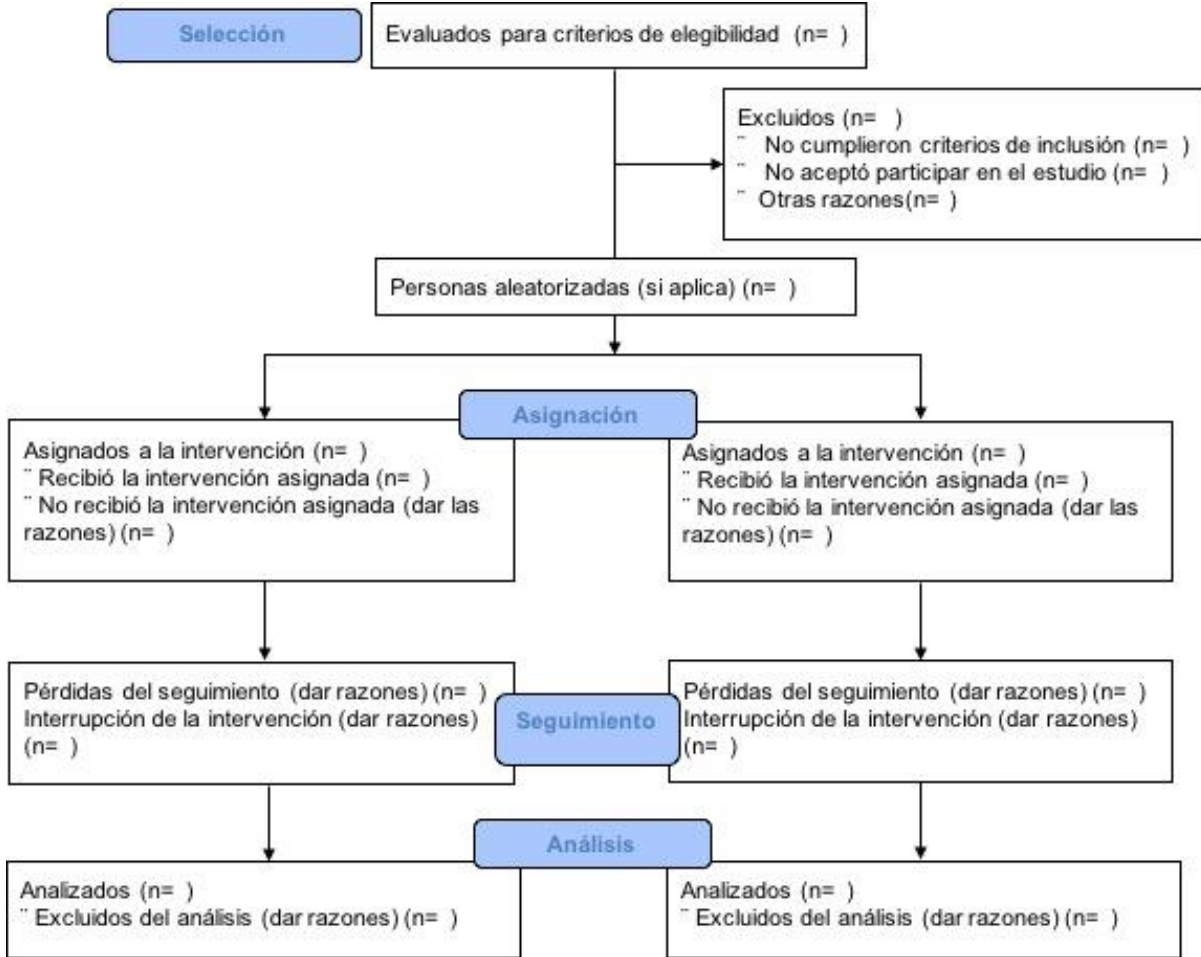 Selección
Evaluados para criterios de elegibilidad (n= )
Excluidos (n= )
¨ No cumplieron criterios de inclusión (n= )
¨ No aceptó participar en el estudio (n= )
¨ Otras razones(n= )
Personas aleatorizadas (si aplica) (n= )
Asignación
Asignados a la intervención (n= )
¨ Recibió la intervención asignada (n= )
¨ No recibió la intervención asignada (dar las
razones) (n= )
Asignados a la intervención (n= )
¨ Recibió la intervención asignada (n= )
¨ No recibió la intervención asignada (dar las
razones) (n= )
Pérdidas del seguimiento (dar razones) (n= )
Interrupción de la intervención (dar razones)
(n= )
Seguimiento
Pérdidas del seguimiento (dar razones) (n= )
Interrupción de la intervención (dar razones)
(n= )
Análisis
Analizados (n= )
¨ Excluidos del análisis (dar razones) (n= )
Analizados (n= )
¨ Excluidos del análisis (dar razones) (n= )